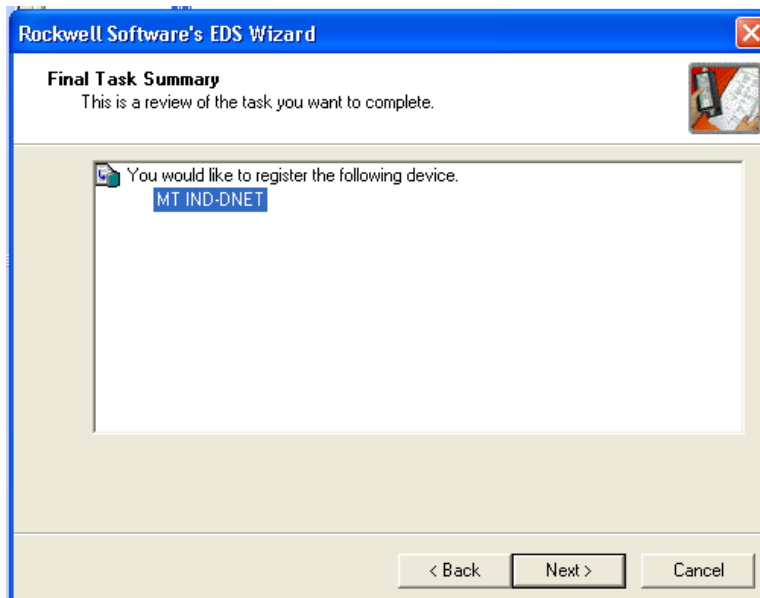 Rockwell Software's EDS Wizard
Final Task Summary
This is a review of the task you want to complete.
You would like to register the following device.
MT IND-DNET
< Back Next > Cancel